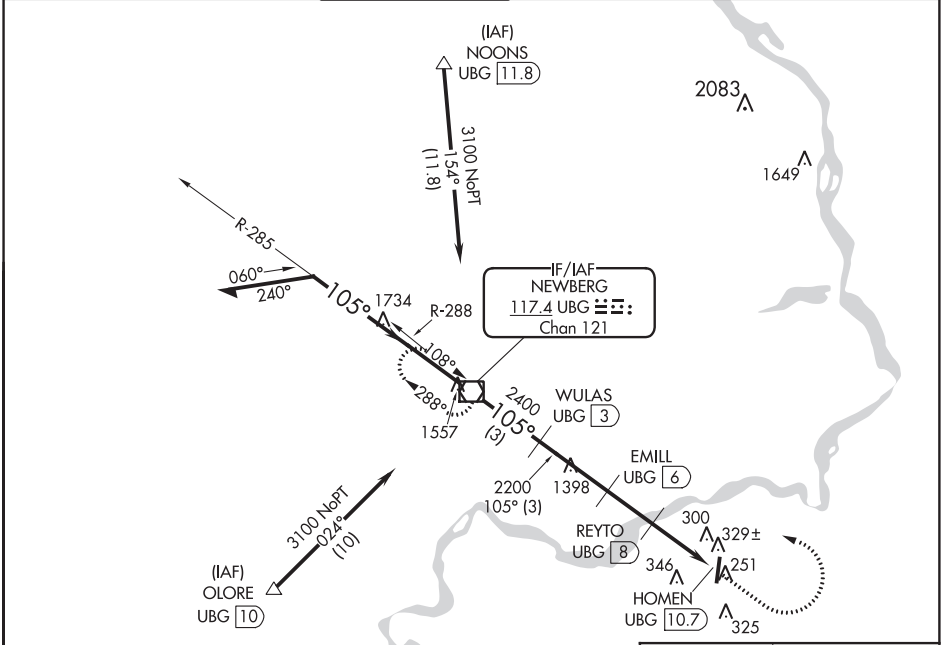 (IAF)
NOONS
UBG 11.8
3100 NoPT
154°
(11.8)
2083
1649
R-285
060°
240°
105°
1734
R-288
108°
288°
1557
IF/IAF
NEWBERG
117.4 UBG
Chan 121
2400
105°
(3)
WULAS
UBG 3
2200
105° (3)
1398
EMILL
UBG 6
REYTO
UBG 8
300
329±
346
251
HOMEN
UBG 10.7
325
3100 NoPT
024°
(10)
(IAF)
OLORE
UBG 10